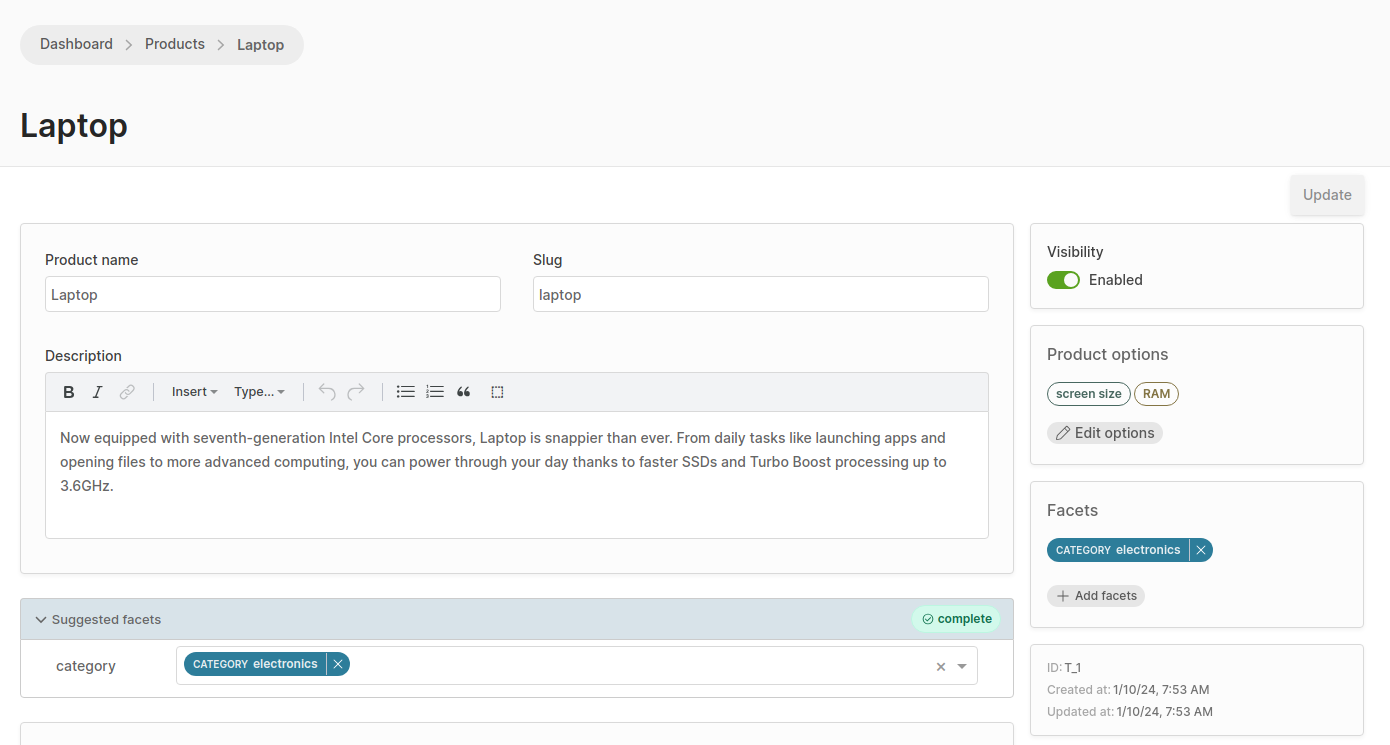 Dashboard > Products > Laptop
Laptop
Update
Product name
Laptop
Slug
laptop
Description
B I Insert Type...
Now equipped with seventh-generation Intel Core processors, Laptop is snappier than ever. From daily tasks like launching apps and
opening files to more advanced computing, you can power through your day thanks to faster SSDs and Turbo Boost processing up to
3.6GHz.
Suggested facets
complete
category
CATEGORY electronics
Visibility
Enabled
Product options
screen size
RAM
Edit options
Facets
CATEGORY electronics
Add facets
ID: T_1
Created at: 1/10/24, 7:53 AM
Updated at: 1/10/24, 7:53 AM